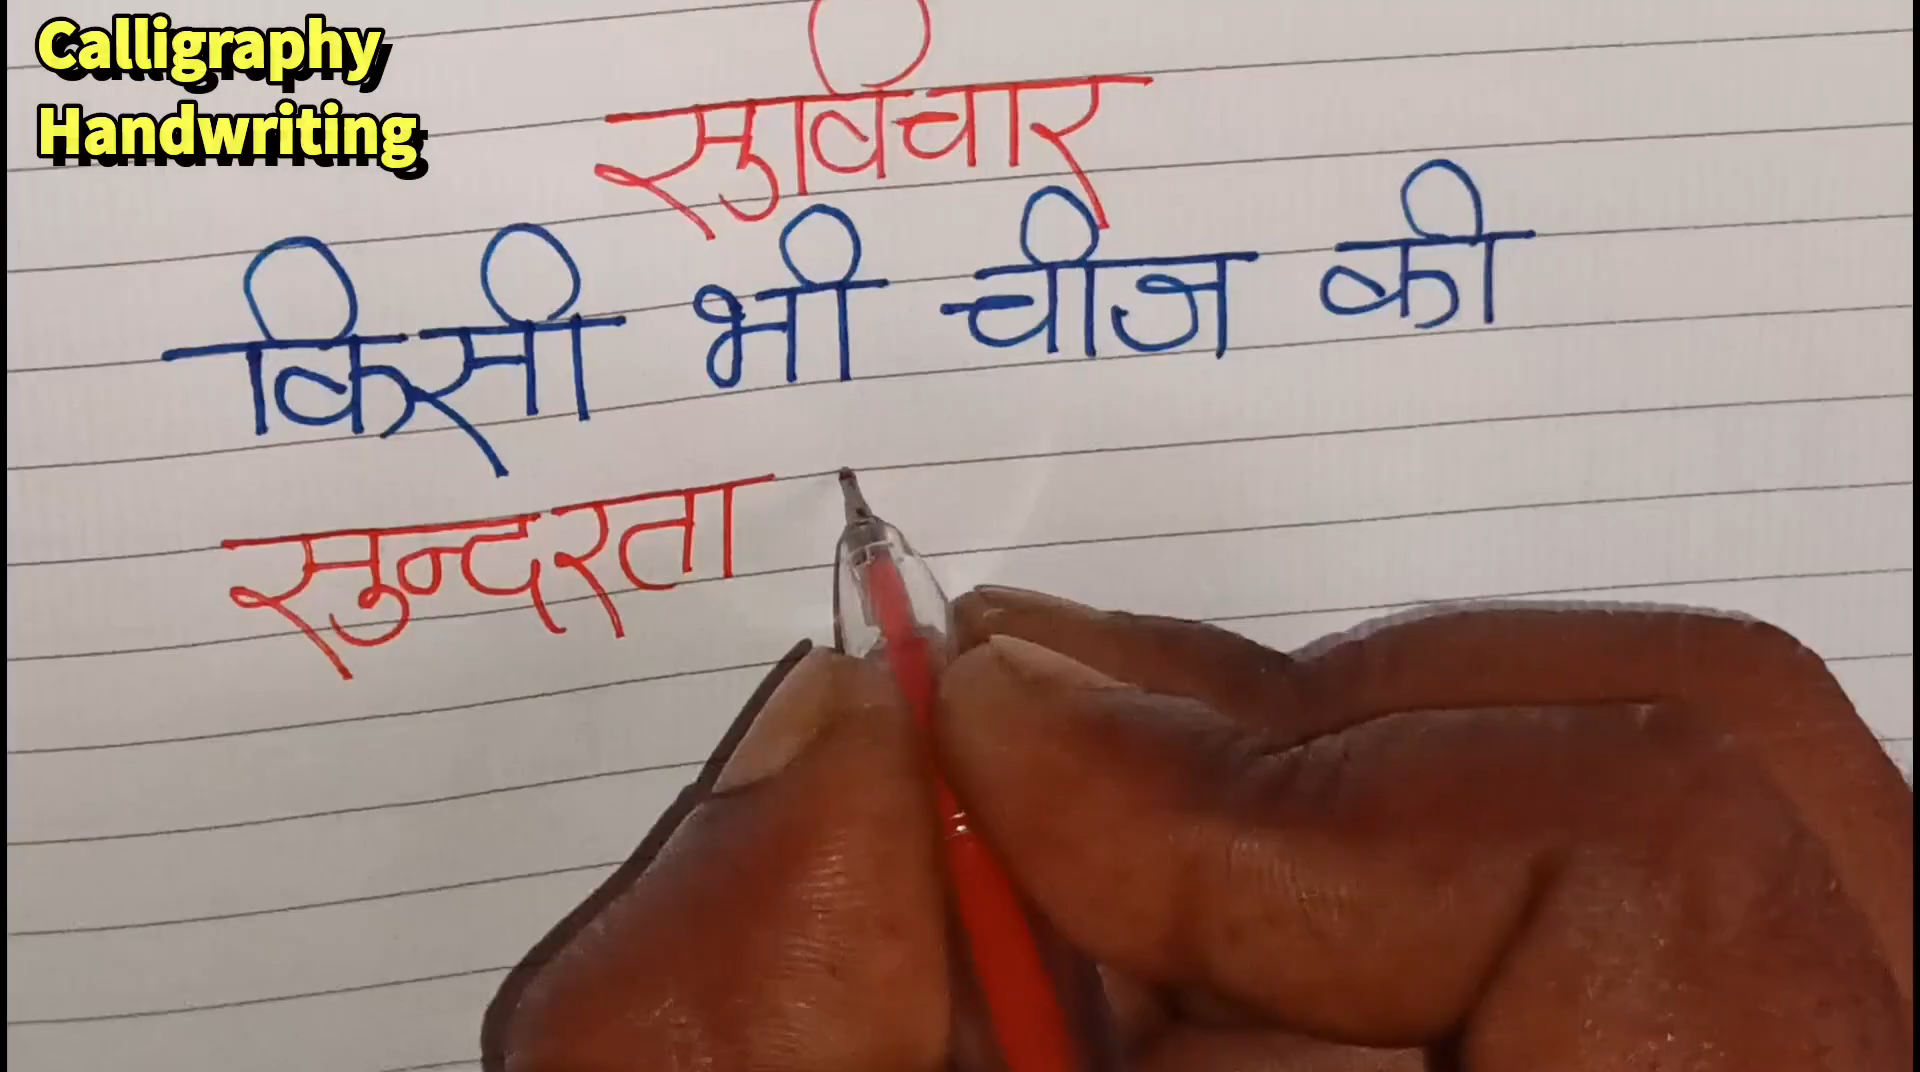 Calligraphy
Handwriting
सुविचार
किसी भी चीज की
सुन्दरता